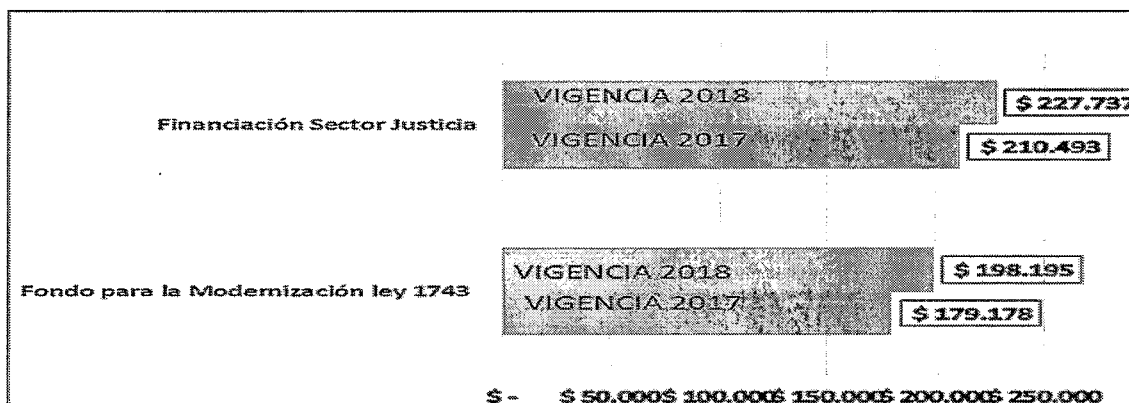 VIGENCIA 2018
$ 227.737
Financiación Sector Justicia
VIGENCIA 2017
$ 210.493
VIGENCIA 2018
$ 198.195
Fondo para la Modernización ley 1743
VIGENCIA 2017
$ 179.178
$ - $ 50.000 $ 100.000 $ 150.000 $ 200.000 $ 250.000